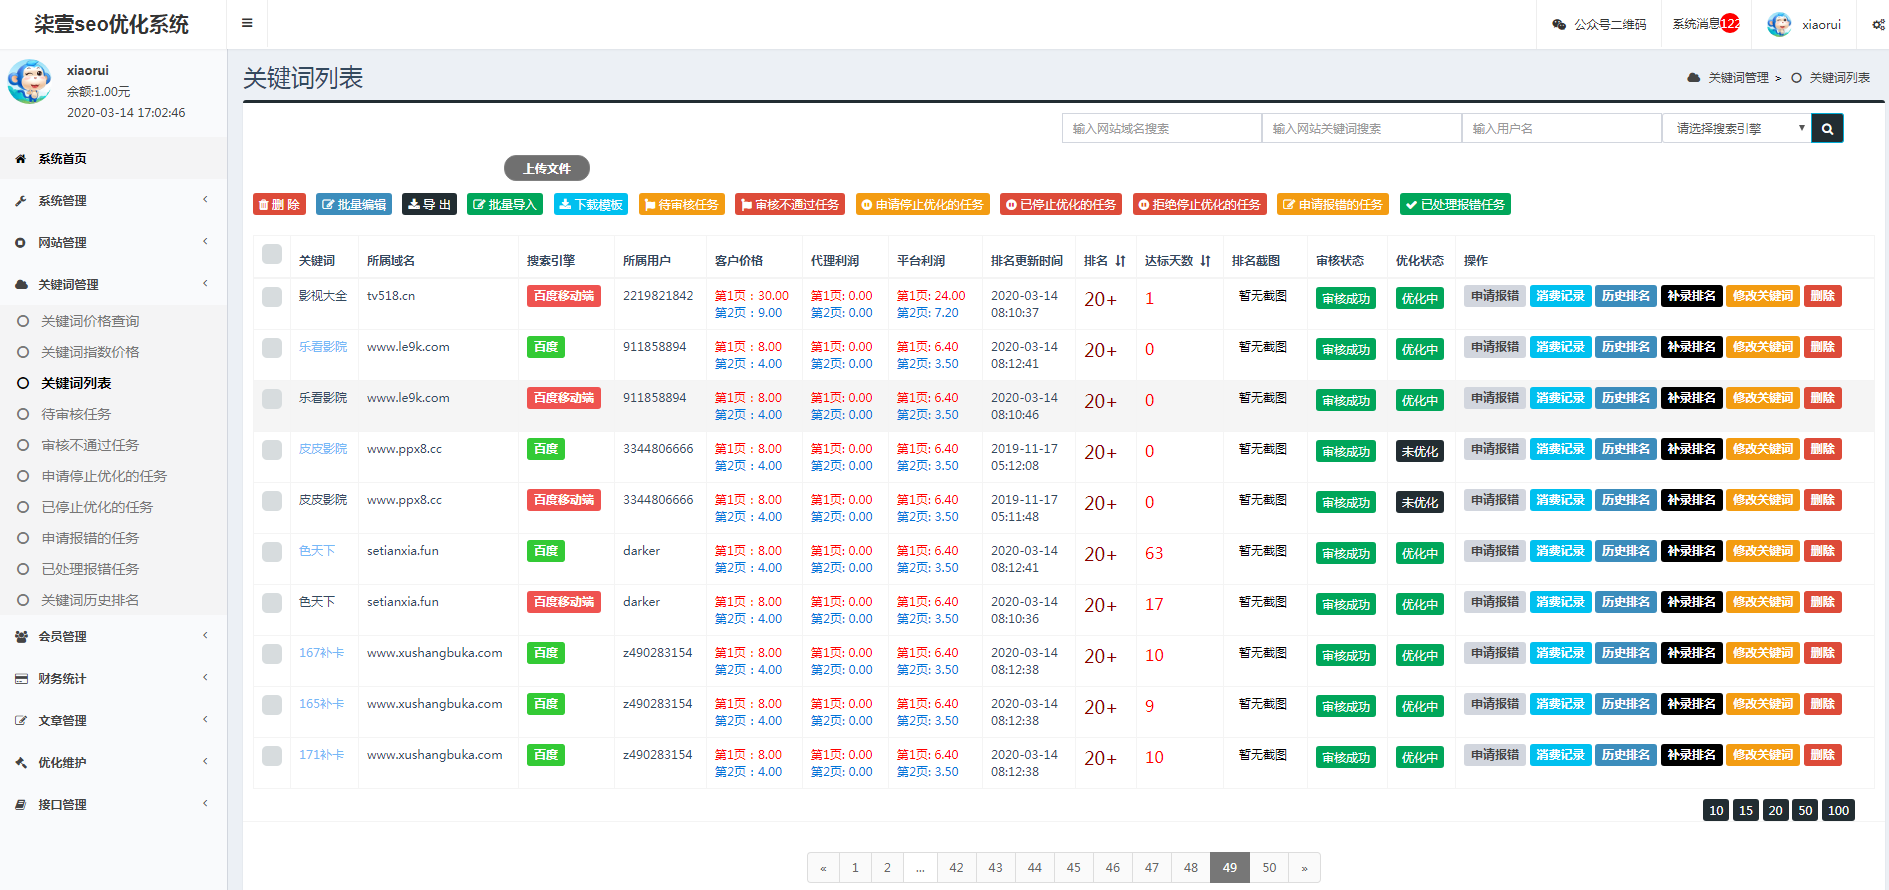 柒壹seo优化系统
公众号二维码
系统消息122
xiaorui
xiaorui
余额:1.00元
2020-03-14 17:02:46
系统首页
系统管理
网站管理
关键词管理
关键词价格查询
关键词指数价格
关键词列表
待审核任务
审核不通过任务
申请停止优化的任务
已停止优化的任务
申请报错的任务
已处理报错任务
关键词历史排名
会员管理
财务统计
文章管理
优化维护
接口管理
关键词列表
关键词管理 > 关键词列表
输入网站域名搜索 输入网站关键词搜索 输入用户名 请选择搜索引擎
上传文件
删 除 批量编辑 导 出 批量导入 下载模板 待审核任务 审核不通过任务 申请停止优化的任务 已停止优化的任务 拒绝停止优化的任务 申请报错的任务 已处理报错任务
关键词 所属域名 搜索引擎 所属用户 客户价格 代理利润 平台利润 排名更新时间 排名 达标天数 排名截图 审核状态 优化状态 操作
影视大全 tv518.cn 百度移动端 2219821842 第1页：30.00 第1页: 0.00 第1页: 24.00 2020-03-14 20+ 1 暂无截图 审核成功 优化中 申请报错 消费记录 历史排名 补录排名 修改关键词 删除
第2页：9.00 第2页: 0.00 第2页: 7.20 08:10:37
乐看影院 www.le9k.com 百度 911858894 第1页：8.00 第1页: 0.00 第1页: 6.40 2020-03-14 20+ 0 暂无截图 审核成功 优化中 申请报错 消费记录 历史排名 补录排名 修改关键词 删除
第2页：4.00 第2页: 0.00 第2页: 3.50 08:12:41
乐看影院 www.le9k.com 百度移动端 911858894 第1页：8.00 第1页: 0.00 第1页: 6.40 2020-03-14 20+ 0 暂无截图 审核成功 优化中 申请报错 消费记录 历史排名 补录排名 修改关键词 删除
第2页：4.00 第2页: 0.00 第2页: 3.50 08:10:46
皮皮影院 www.ppx8.cc 百度 3344806666 第1页：8.00 第1页: 0.00 第1页: 6.40 2019-11-17 20+ 0 暂无截图 审核成功 未优化 申请报错 消费记录 历史排名 补录排名 修改关键词 删除
第2页：4.00 第2页: 0.00 第2页: 3.50 05:12:08
皮皮影院 www.ppx8.cc 百度移动端 3344806666 第1页：8.00 第1页: 0.00 第1页: 6.40 2019-11-17 20+ 0 暂无截图 审核成功 未优化 申请报错 消费记录 历史排名 补录排名 修改关键词 删除
第2页：4.00 第2页: 0.00 第2页: 3.50 05:11:48
色天下 setianxia.fun 百度 darker 第1页：8.00 第1页: 0.00 第1页: 6.40 2020-03-14 20+ 63 暂无截图 审核成功 优化中 申请报错 消费记录 历史排名 补录排名 修改关键词 删除
第2页：4.00 第2页: 0.00 第2页: 3.50 08:12:41
色天下 setianxia.fun 百度移动端 darker 第1页：8.00 第1页: 0.00 第1页: 6.40 2020-03-14 20+ 17 暂无截图 审核成功 优化中 申请报错 消费记录 历史排名 补录排名 修改关键词 删除
第2页：4.00 第2页: 0.00 第2页: 3.50 08:10:36
167补卡 www.xushangbuka.com 百度 z490283154 第1页：8.00 第1页: 0.00 第1页: 6.40 2020-03-14 20+ 10 暂无截图 审核成功 优化中 申请报错 消费记录 历史排名 补录排名 修改关键词 删除
第2页：4.00 第2页: 0.00 第2页: 3.50 08:12:38
165补卡 www.xushangbuka.com 百度 z490283154 第1页：8.00 第1页: 0.00 第1页: 6.40 2020-03-14 20+ 9 暂无截图 审核成功 优化中 申请报错 消费记录 历史排名 补录排名 修改关键词 删除
第2页：4.00 第2页: 0.00 第2页: 3.50 08:12:38
171补卡 www.xushangbuka.com 百度 z490283154 第1页：8.00 第1页: 0.00 第1页: 6.40 2020-03-14 20+ 10 暂无截图 审核成功 优化中 申请报错 消费记录 历史排名 补录排名 修改关键词 删除
第2页：4.00 第2页: 0.00 第2页: 3.50 08:12:38
10 15 20 50 100
« 1 2 ... 42 43 44 45 46 47 48 49 50 »